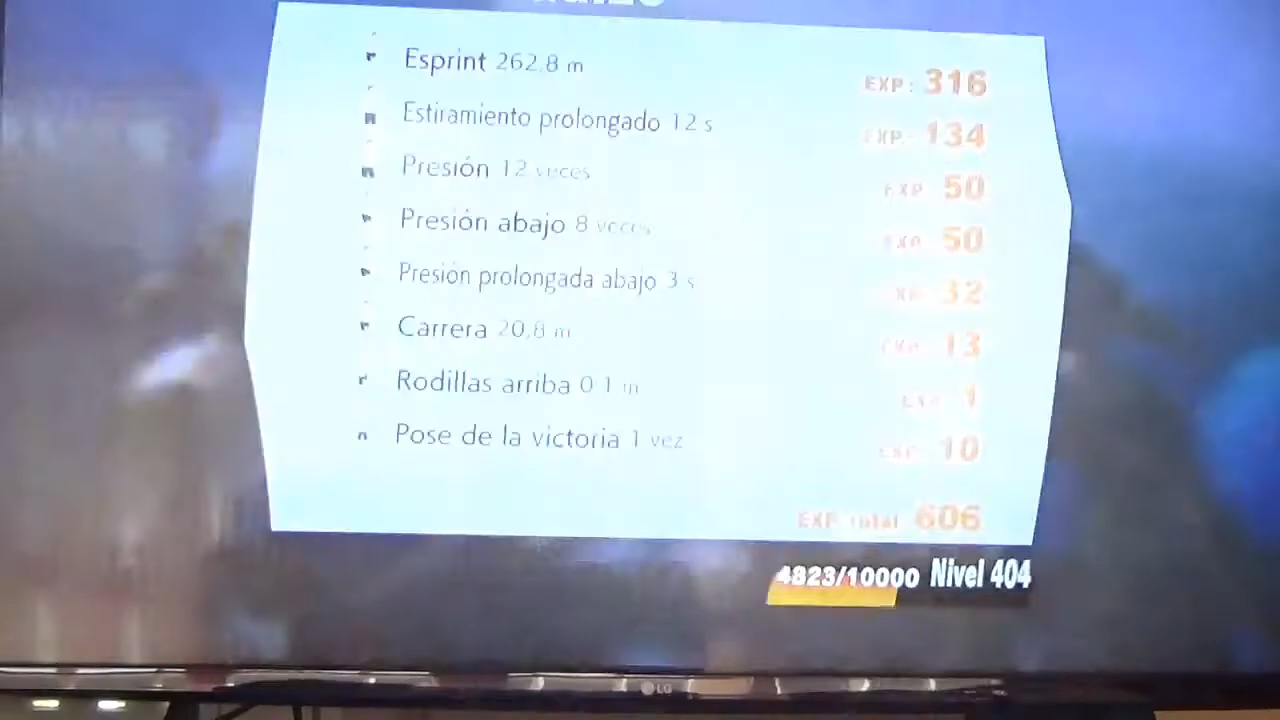 Esprint 262,8 m EXP: 316
Estiramiento prolongado 12 s EXP: 134
Presión 12 veces EXP: 50
Presión abajo 8 veces EXP: 50
Presión prolongada abajo 3 s EXP: 32
Carrera 20,8 m EXP: 13
Rodillas arriba 0,1 m EXP: 1
Pose de la victoria 1 vez EXP: 10
EXP total 606
4823/10000 Nivel 404
LG